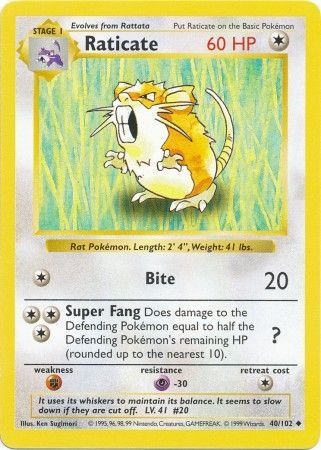 Evolves from Rattata
Put Raticate on the Basic Pokémon
STAGE 1
Raticate
60 HP
Rat Pokémon. Length: 2' 4", Weight: 41 lbs.
Bite
20
Super Fang Does damage to the
Defending Pokémon equal to half the
Defending Pokémon's remaining HP
(rounded up to the nearest 10).
?
weakness
resistance
retreat cost
-30
It uses its whiskers to maintain its balance. It seems to slow
down if they are cut off. LV. 41 #20
Illus. Ken Sugimori
© 1995, 96, 98, 99 Nintendo, Creatures, GAMEFREAK. © 1999 Wizards.
40/102